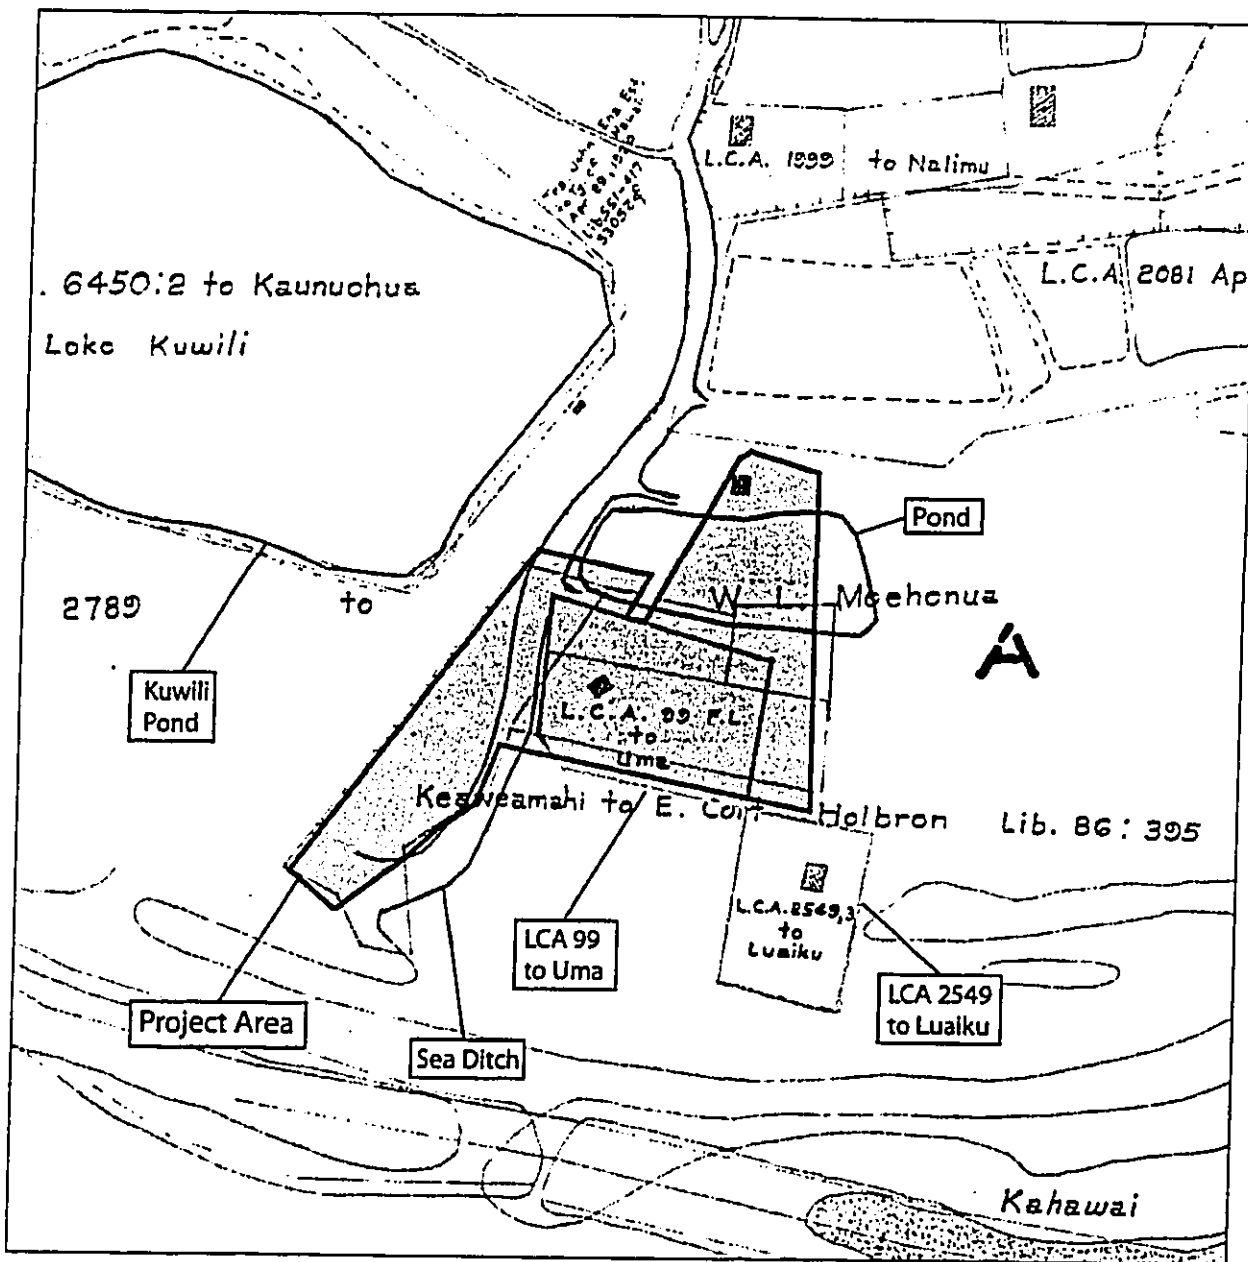 L.C.A. 1999 to Nalimu
. 6450:2 to Kaunuohua
Loko Kuwili
L.C.A. 2081 Ap
Pond
2789 to W. L. Moehonua
A
Kuwili
Pond
L.C.A. 99 F.L.
to
Uma
Keaweamahi to E. Holbron Lib. 86: 395
L.C.A. 2549,3
to
Luaiku
LCA 99
to Uma
LCA 2549
to Luaiku
Project Area
Sea Ditch
Kahawai